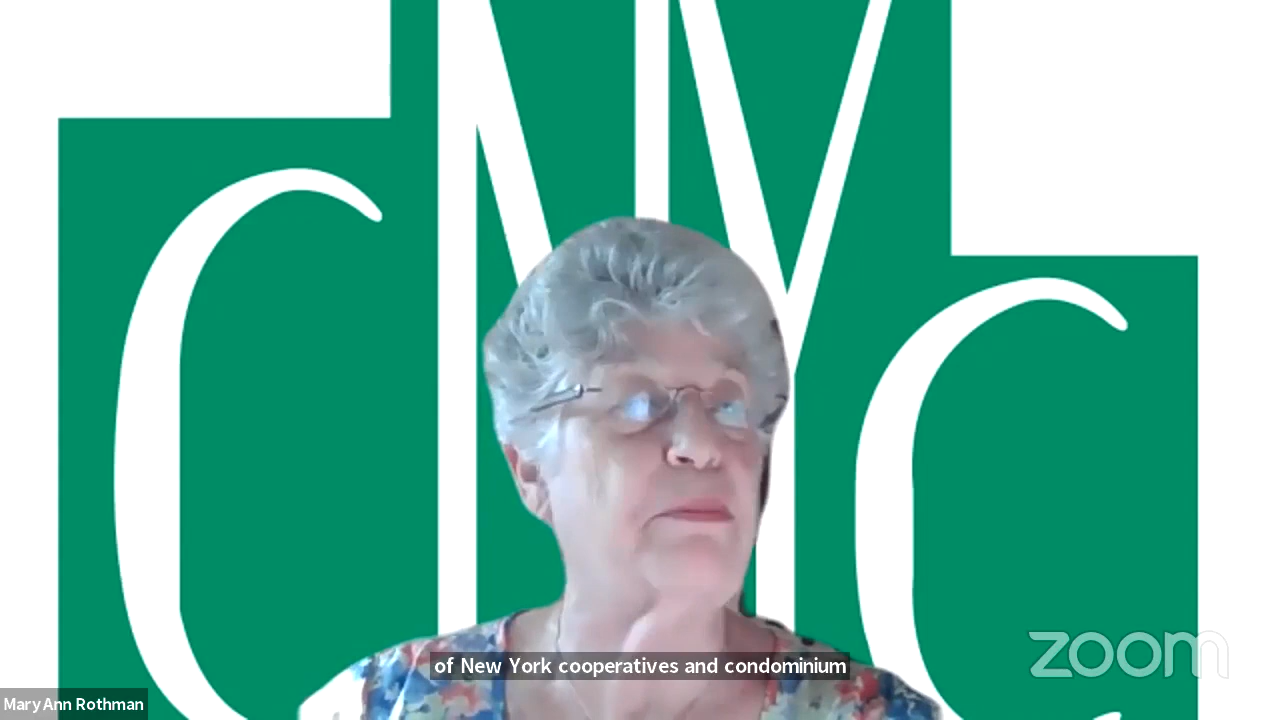 CNYC
of New York cooperatives and condominium
zoom
Mary Ann Rothman